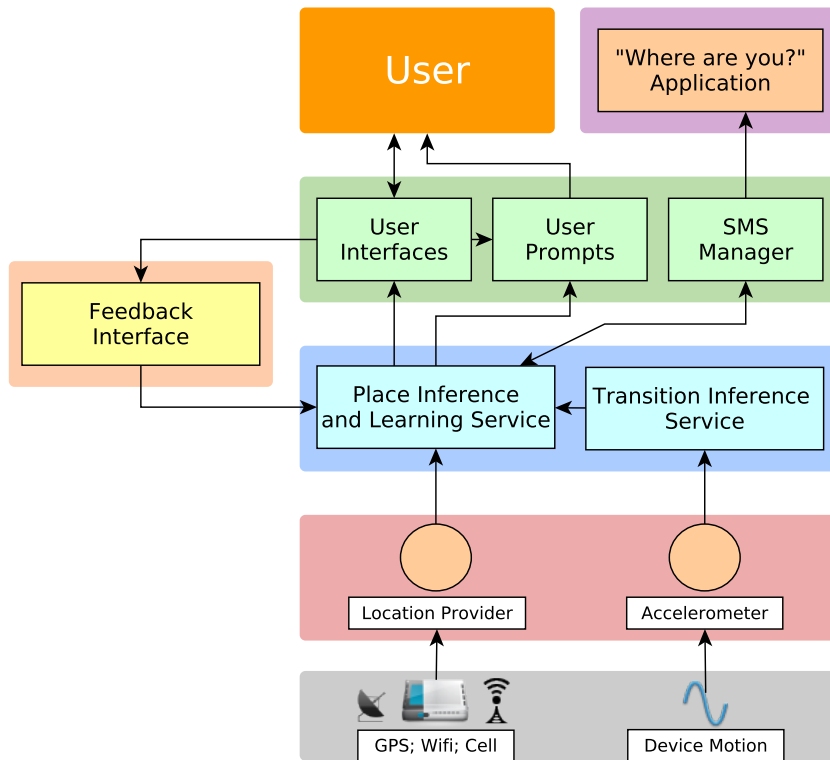 User
"Where are you?"
Application
User
Interfaces
User
Prompts
SMS
Manager
Feedback
Interface
Place Inference
and Learning Service
Transition Inference
Service
Location Provider
Accelerometer
GPS; Wifi; Cell
Device Motion